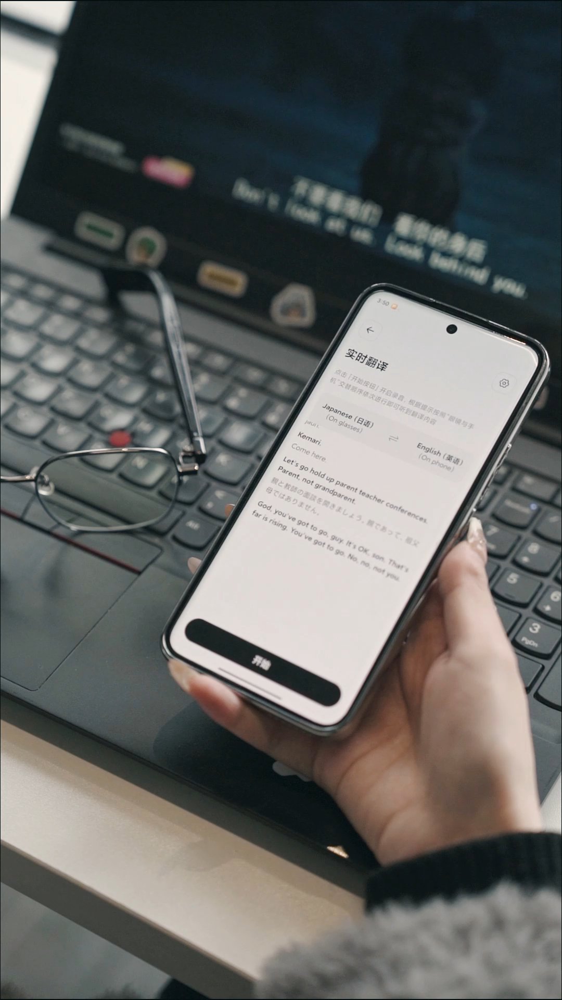 不要看我们 看你的身后
Don't look at us. Look behind you.
3:50
实时翻译
点击「开始按钮」开启录音，根据提示按照"眼镜与手
机"交替顺序依次进行即可听到翻译内容
Japanese (日语)
(On glasses)
English (英语)
(On phone)
Kemari.
Come here.
Let's go hold up parent teacher conferences.
Parent, not grandparent.
親と教師の面談を開きましょう。親であって、祖父
母ではありません。
God, you've got to go, guy. It's OK, son. That's
far is rising. You've got to go. No, no, not you.
开始
Alt
K
7
8
5
6
3
PgDn